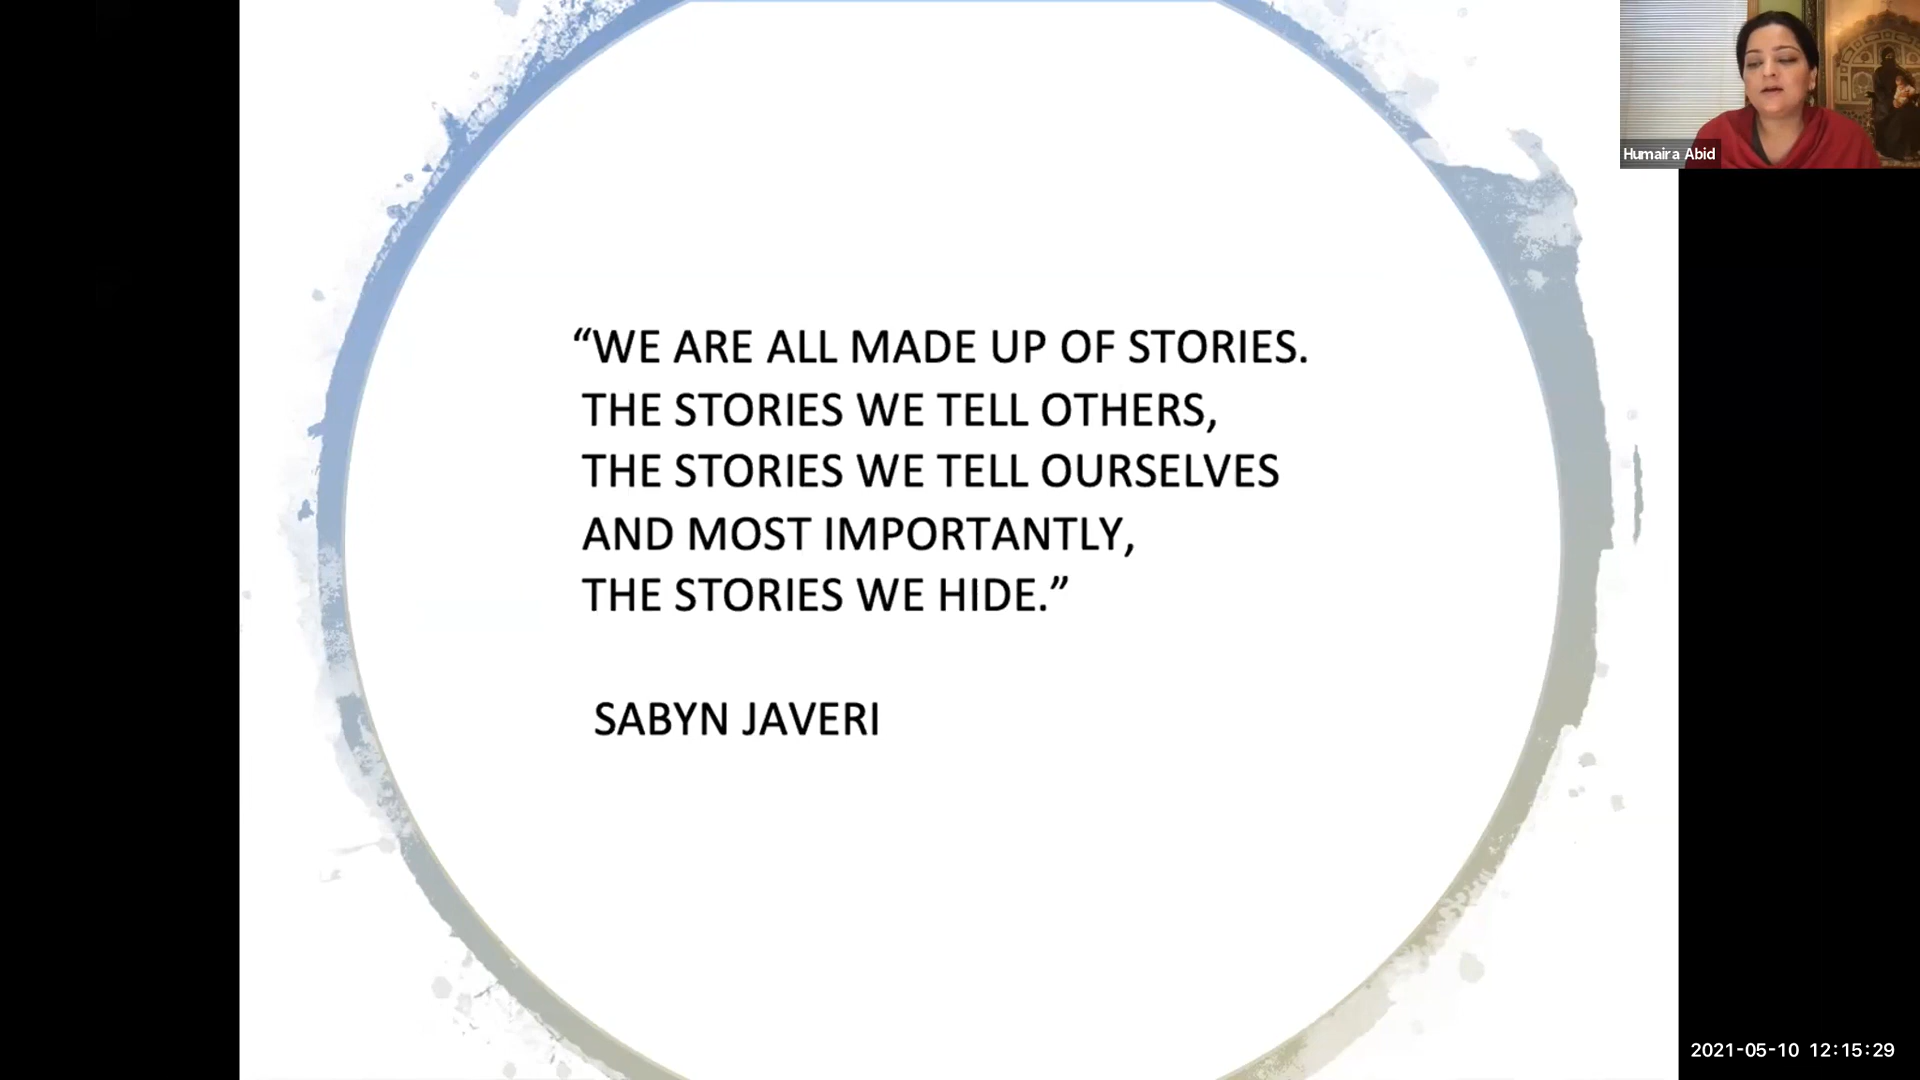 “WE ARE ALL MADE UP OF STORIES.
THE STORIES WE TELL OTHERS,
THE STORIES WE TELL OURSELVES
AND MOST IMPORTANTLY,
THE STORIES WE HIDE.”
SABYN JAVERI
Humaira Abid
2021-05-10 12:15:29